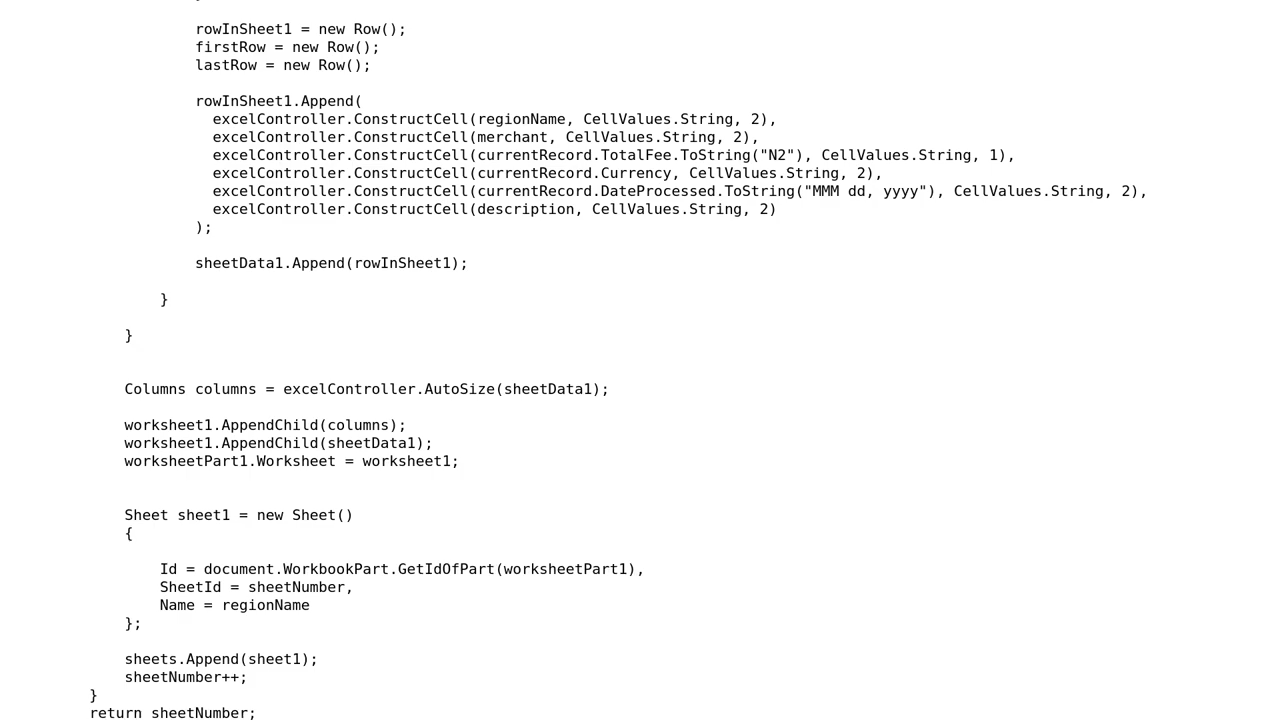 rowInSheet1 = new Row();
firstRow = new Row();
lastRow = new Row();
rowInSheet1.Append(
excelController.ConstructCell(regionName, CellValues.String, 2),
excelController.ConstructCell(merchant, CellValues.String, 2),
excelController.ConstructCell(currentRecord.TotalFee.ToString("N2"), CellValues.String, 1),
excelController.ConstructCell(currentRecord.Currency, CellValues.String, 2),
excelController.ConstructCell(currentRecord.DateProcessed.ToString("MMM dd, yyyy"), CellValues.String, 2),
excelController.ConstructCell(description, CellValues.String, 2)
);
sheetData1.Append(rowInSheet1);
}
}
Columns columns = excelController.AutoSize(sheetData1);
worksheet1.AppendChild(columns);
worksheet1.AppendChild(sheetData1);
worksheetPart1.Worksheet = worksheet1;
Sheet sheet1 = new Sheet()
{
Id = document.WorkbookPart.GetIdOfPart(worksheetPart1),
SheetId = sheetNumber,
Name = regionName
};
sheets.Append(sheet1);
sheetNumber++;
}
return sheetNumber;